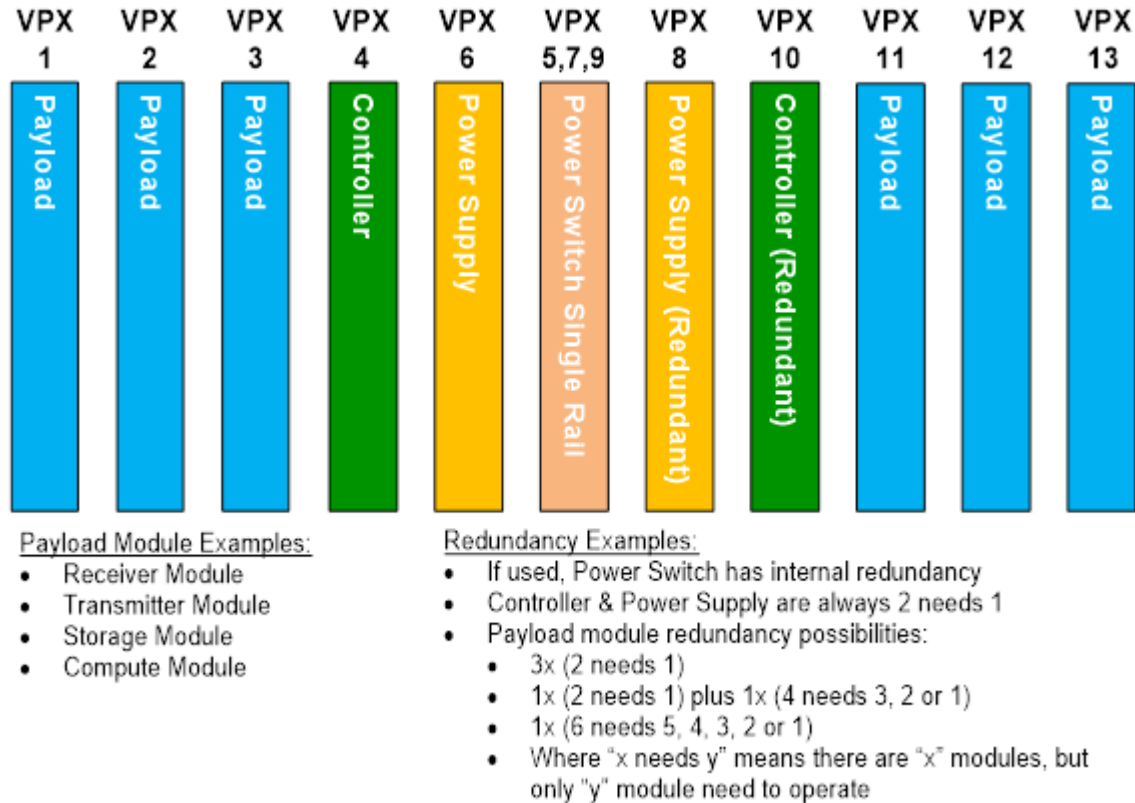 VPX 1
VPX 2
VPX 3
VPX 4
VPX 6
VPX 5,7,9
VPX 8
VPX 10
VPX 11
VPX 12
VPX 13
Payload
Payload
Payload
Controller
Power Supply
Power Switch Single Rail
Power Supply (Redundant)
Controller (Redundant)
Payload
Payload
Payload
Payload Module Examples:
• Receiver Module
• Transmitter Module
• Storage Module
• Compute Module
Redundancy Examples:
• If used, Power Switch has internal redundancy
• Controller & Power Supply are always 2 needs 1
• Payload module redundancy possibilities:
• 3x (2 needs 1)
• 1x (2 needs 1) plus 1x (4 needs 3, 2 or 1)
• 1x (6 needs 5, 4, 3, 2 or 1)
• Where “x needs y” means there are “x” modules, but
only “y” module need to operate